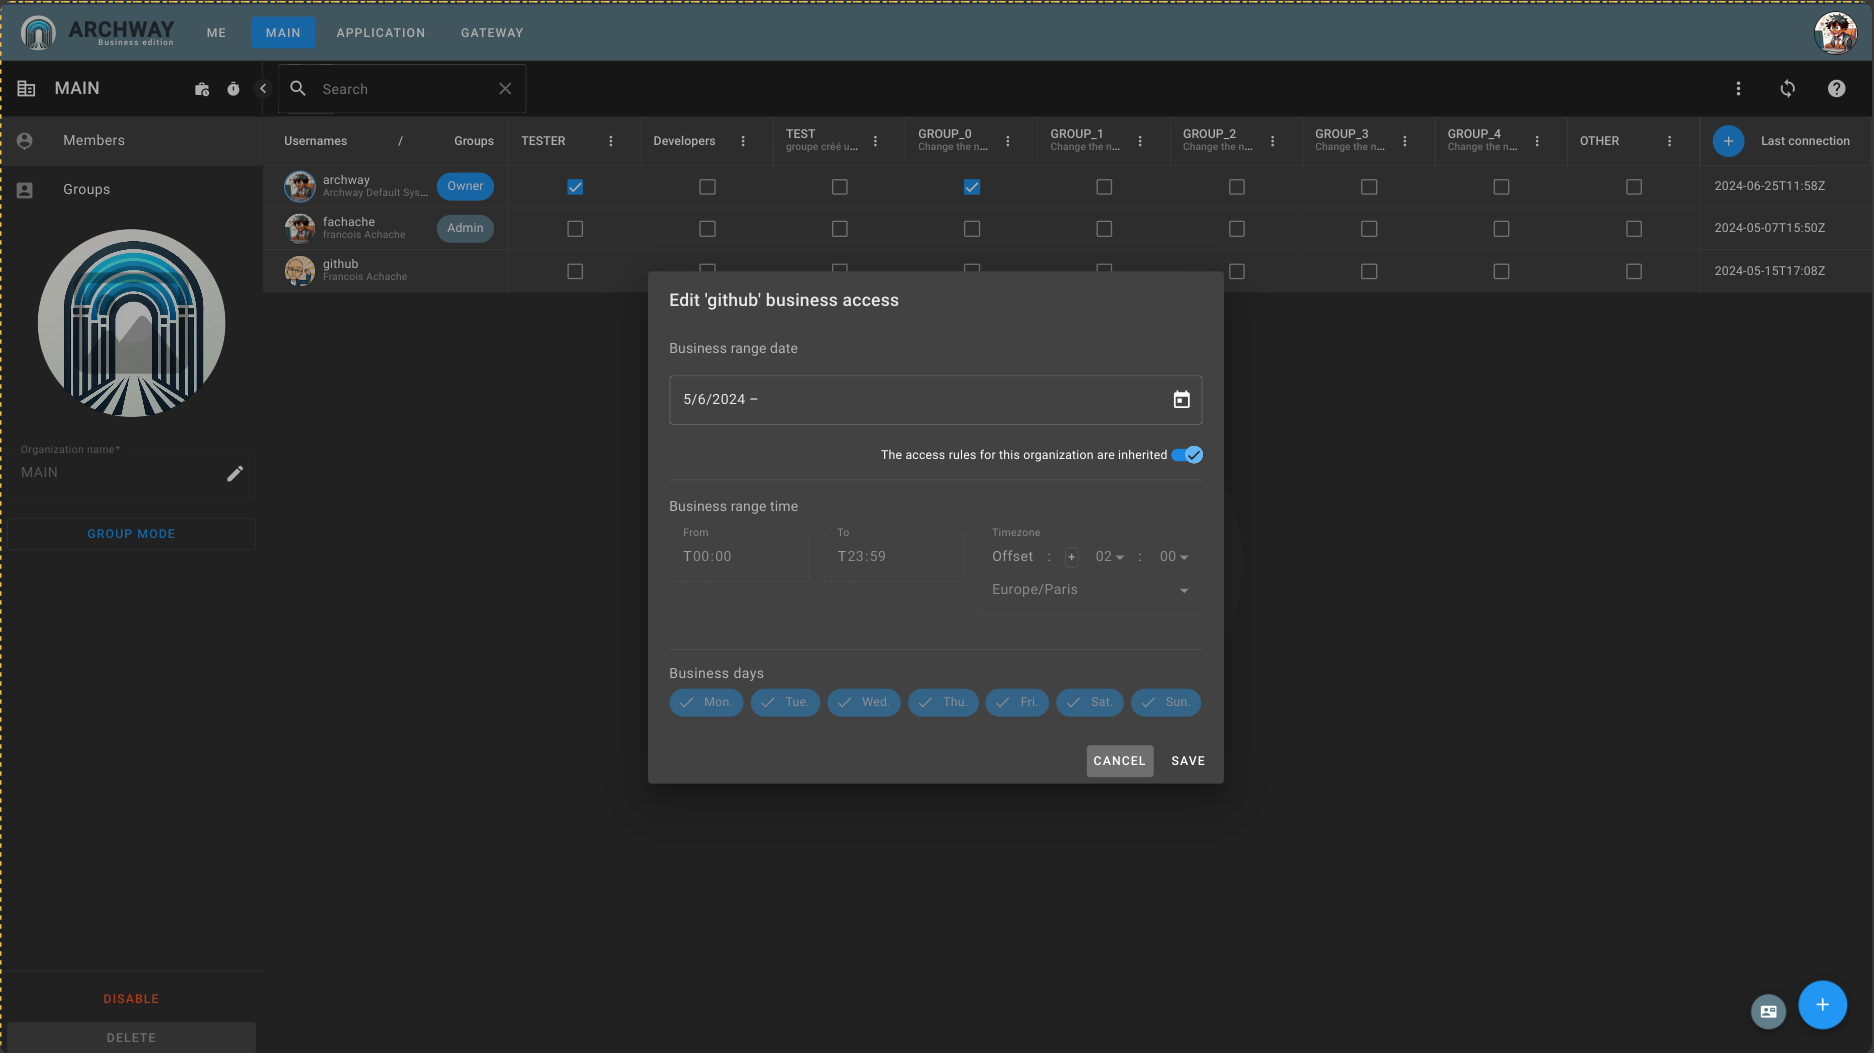 ARCHWAY
Business edition
ME
MAIN
APPLICATION
GATEWAY
MAIN
Search
Members
Groups
Usernames / Groups
TESTER
Developers
TEST
groupe créé u...
GROUP_0
Change the n...
GROUP_1
Change the n...
GROUP_2
Change the n...
GROUP_3
Change the n...
GROUP_4
Change the n...
OTHER
Last connection
archway
Archway Default Sys...
Owner
2024-06-25T11:58Z
fachache
francois Achache
Admin
2024-05-07T15:50Z
github
Francois Achache
2024-05-15T17:08Z
Organization name*
MAIN
GROUP MODE
DISABLE
DELETE
Edit 'github' business access
Business range date
5/6/2024 –
The access rules for this organization are inherited
Business range time
From
T00:00
To
T23:59
Timezone
Offset : + 02 : 00
Europe/Paris
Business days
Mon. Tue. Wed. Thu. Fri. Sat. Sun.
CANCEL SAVE